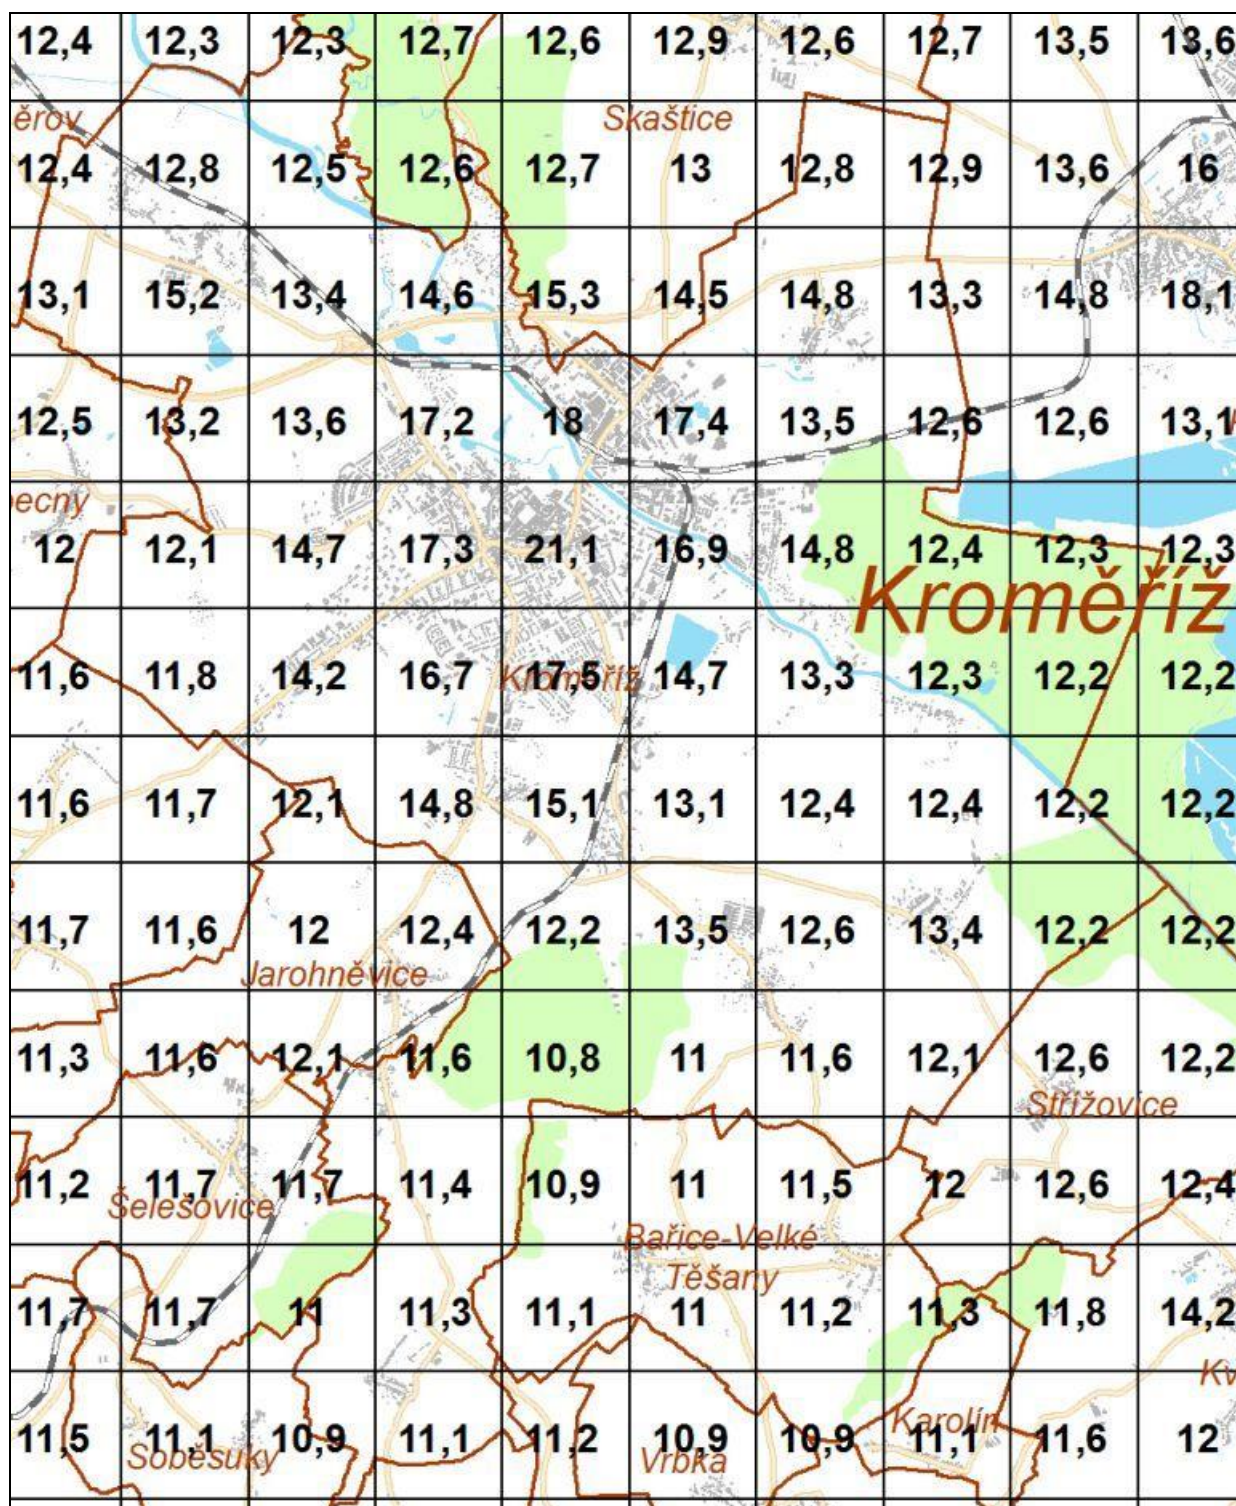 12,4 12,3 12,3 12,7 12,6 12,9 12,6 12,7 13,5 13,6
ěrov Skaštice
12,4 12,8 12,5 12,6 12,7 13 12,8 12,9 13,6 16
13,1 15,2 13,4 14,6 15,3 14,5 14,8 13,3 14,8 18,1
12,5 13,2 13,6 17,2 18 17,4 13,5 12,6 12,6 13,1
pecny
12 12,1 14,7 17,3 21,1 16,9 14,8 12,4 12,3 12,3
Kroměříž
11,6 11,8 14,2 16,7 17,5 14,7 13,3 12,3 12,2 12,2
Kroměříž
11,6 11,7 12,1 14,8 15,1 13,1 12,4 12,4 12,2 12,2
11,7 11,6 12 12,4 12,2 13,5 12,6 13,4 12,2 12,2
Jarohněvice
11,3 11,6 12,1 11,6 10,8 11 11,6 12,1 12,6 12,2
Střížovice
11,2 11,7 11,7 11,4 10,9 11 11,5 12 12,6 12,4
Šelešovice
Bařice-Velké
Těšany
11,7 11,7 11 11,3 11,1 11 11,2 11,3 11,8 14,2
Kv
Karolín
11,5 11,1 10,9 11,1 11,2 10,9 10,9 11,1 11,6 12
Soběsuky Vrbka